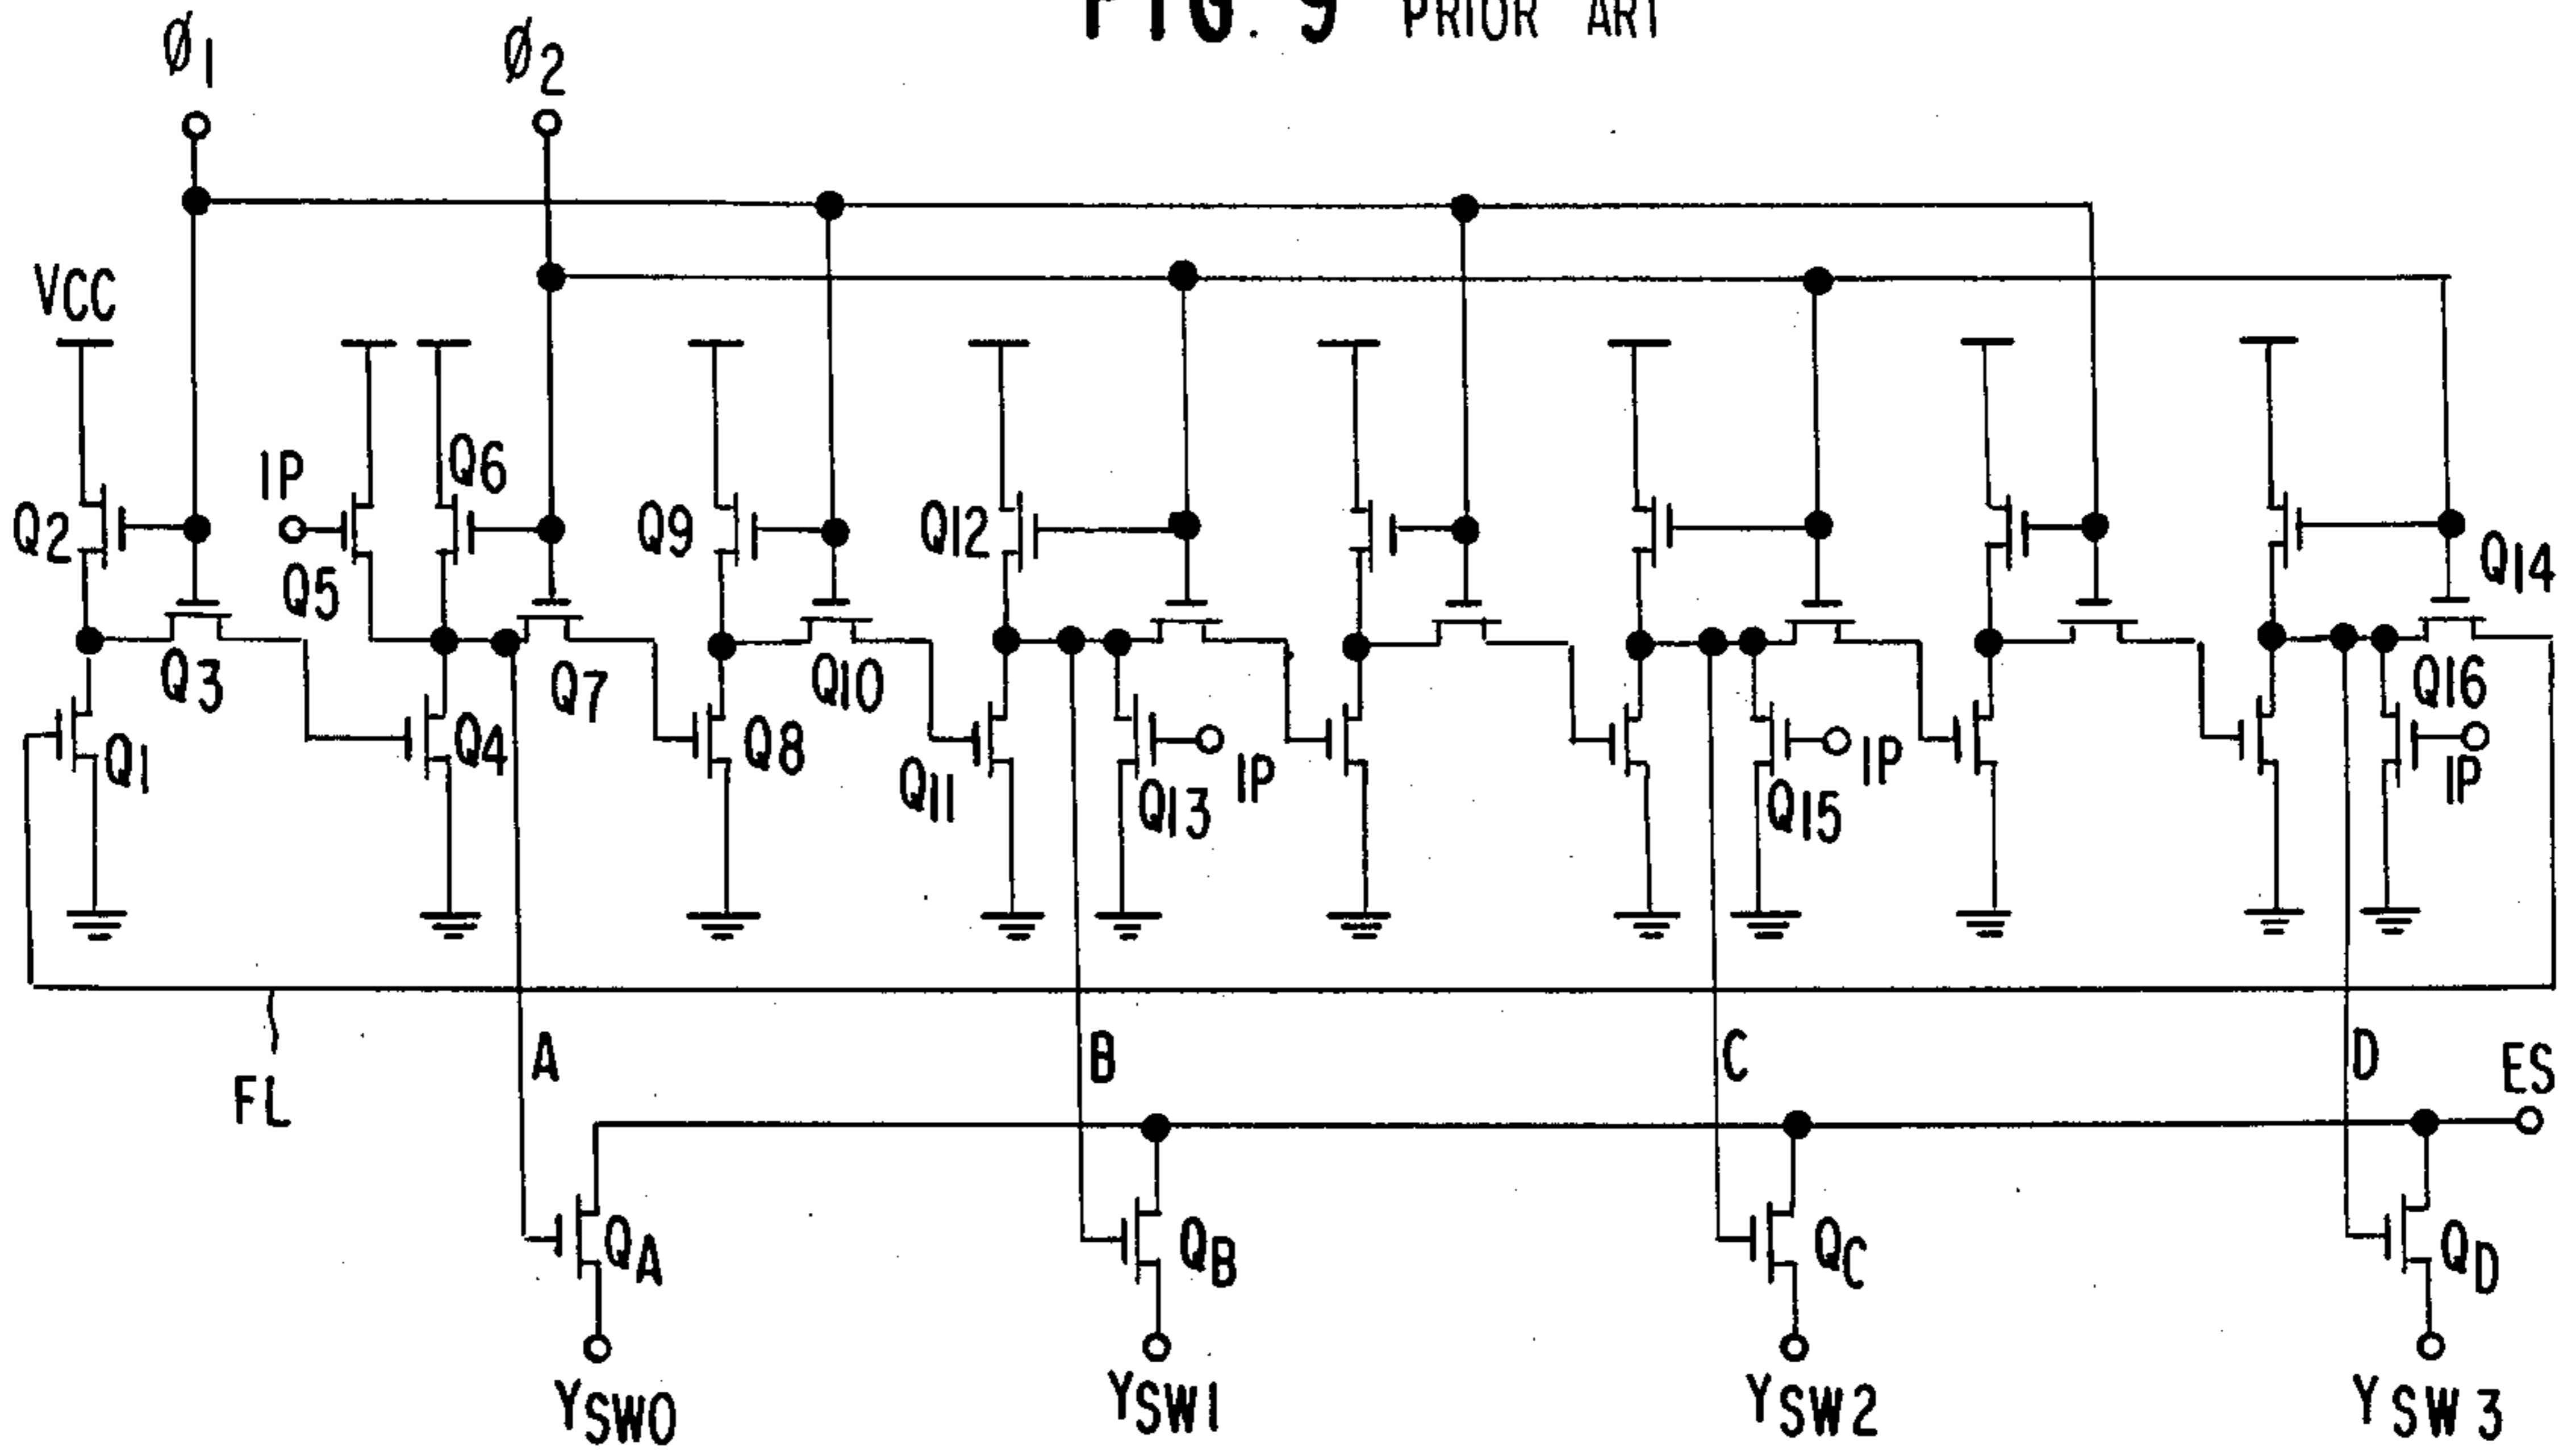 FIG. 9 PRIOR ART
Ø1
Ø2
VCC
Q2
IP
Q5
Q6
Q9
Q12
Q14
Q3
Q7
Q10
Q16
Q1
Q4
Q8
Q11
Q13
IP
Q15
IP
IP
FL
A
B
C
D
ES
QA
QB
QC
QD
YSW0
YSW1
YSW2
YSW3